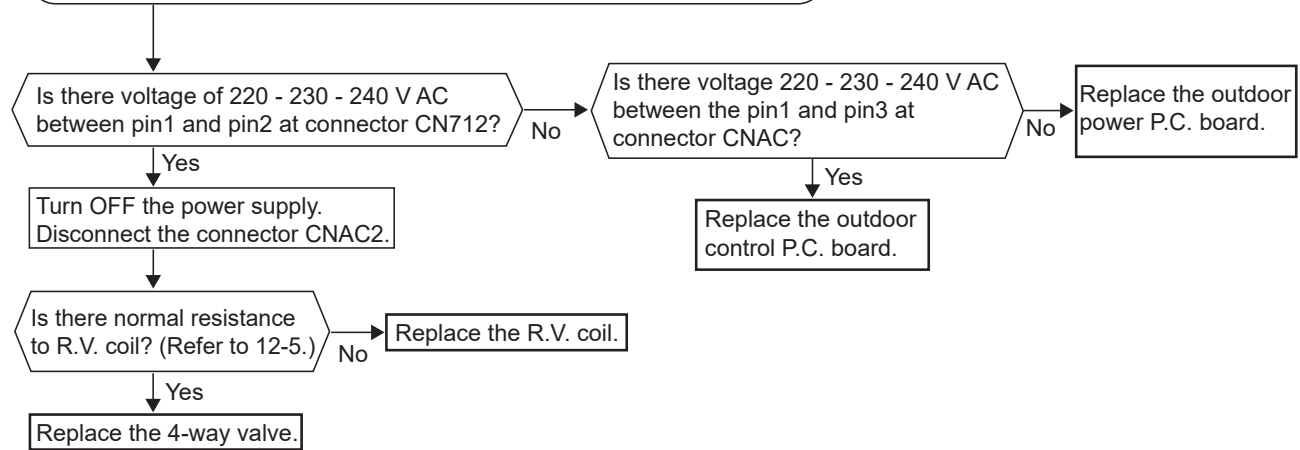 Is there voltage of 220 - 230 - 240 V AC
between pin1 and pin2 at connector CN712?
No
Is there voltage 220 - 230 - 240 V AC
between the pin1 and pin3 at
connector CNAC?
No
Replace the outdoor
power P.C. board.
Yes
Replace the outdoor
control P.C. board.
Yes
Turn OFF the power supply.
Disconnect the connector CNAC2.
Is there normal resistance
to R.V. coil? (Refer to 12-5.)
No
Replace the R.V. coil.
Yes
Replace the 4-way valve.